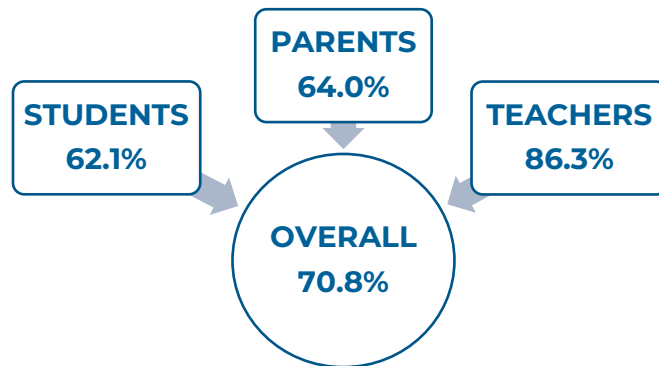 PARENTS
64.0%
STUDENTS
62.1%
TEACHERS
86.3%
OVERALL
70.8%